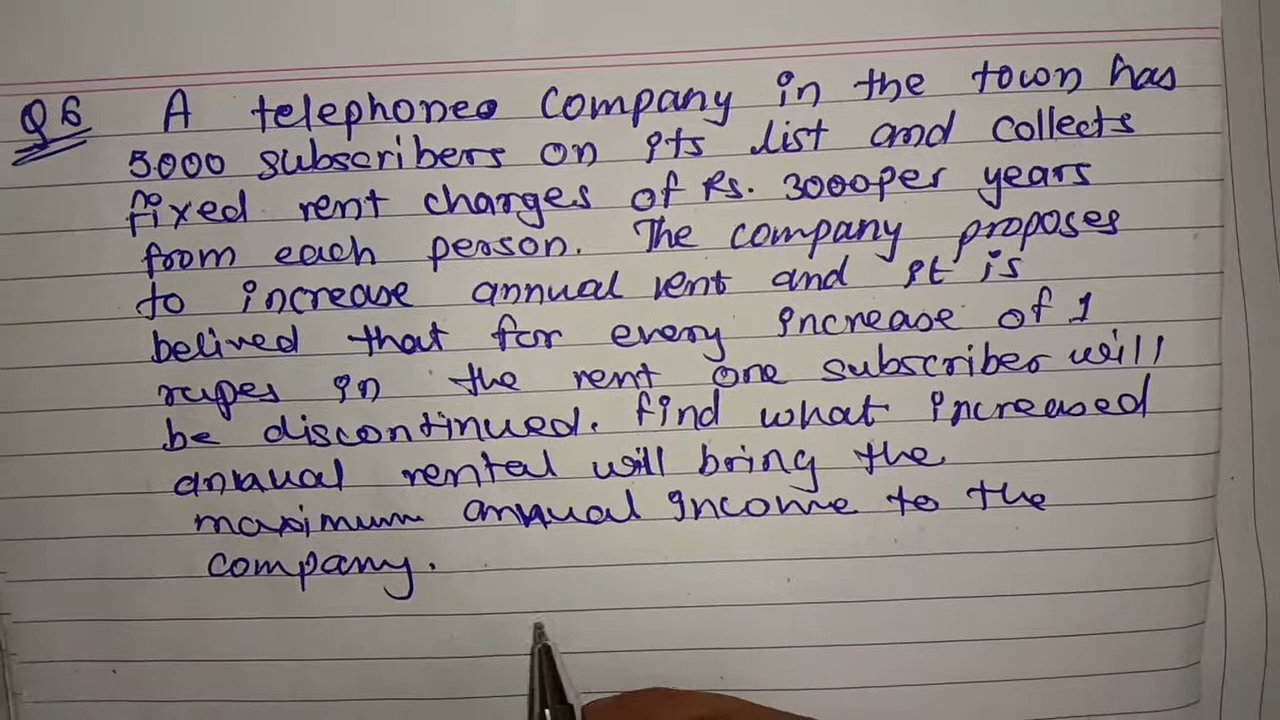 Q6 A telephone company in the town has
5000 subscribers on its list and collects
fixed rent charges of Rs. 3000 per years
from each person. The company proposes
to increase annual rent and it is
belived that for every increase of 1
rupes in the rent one subscriber will
be discontinued. Find what increased
annual rental will bring the
maximum annual income to the
company.